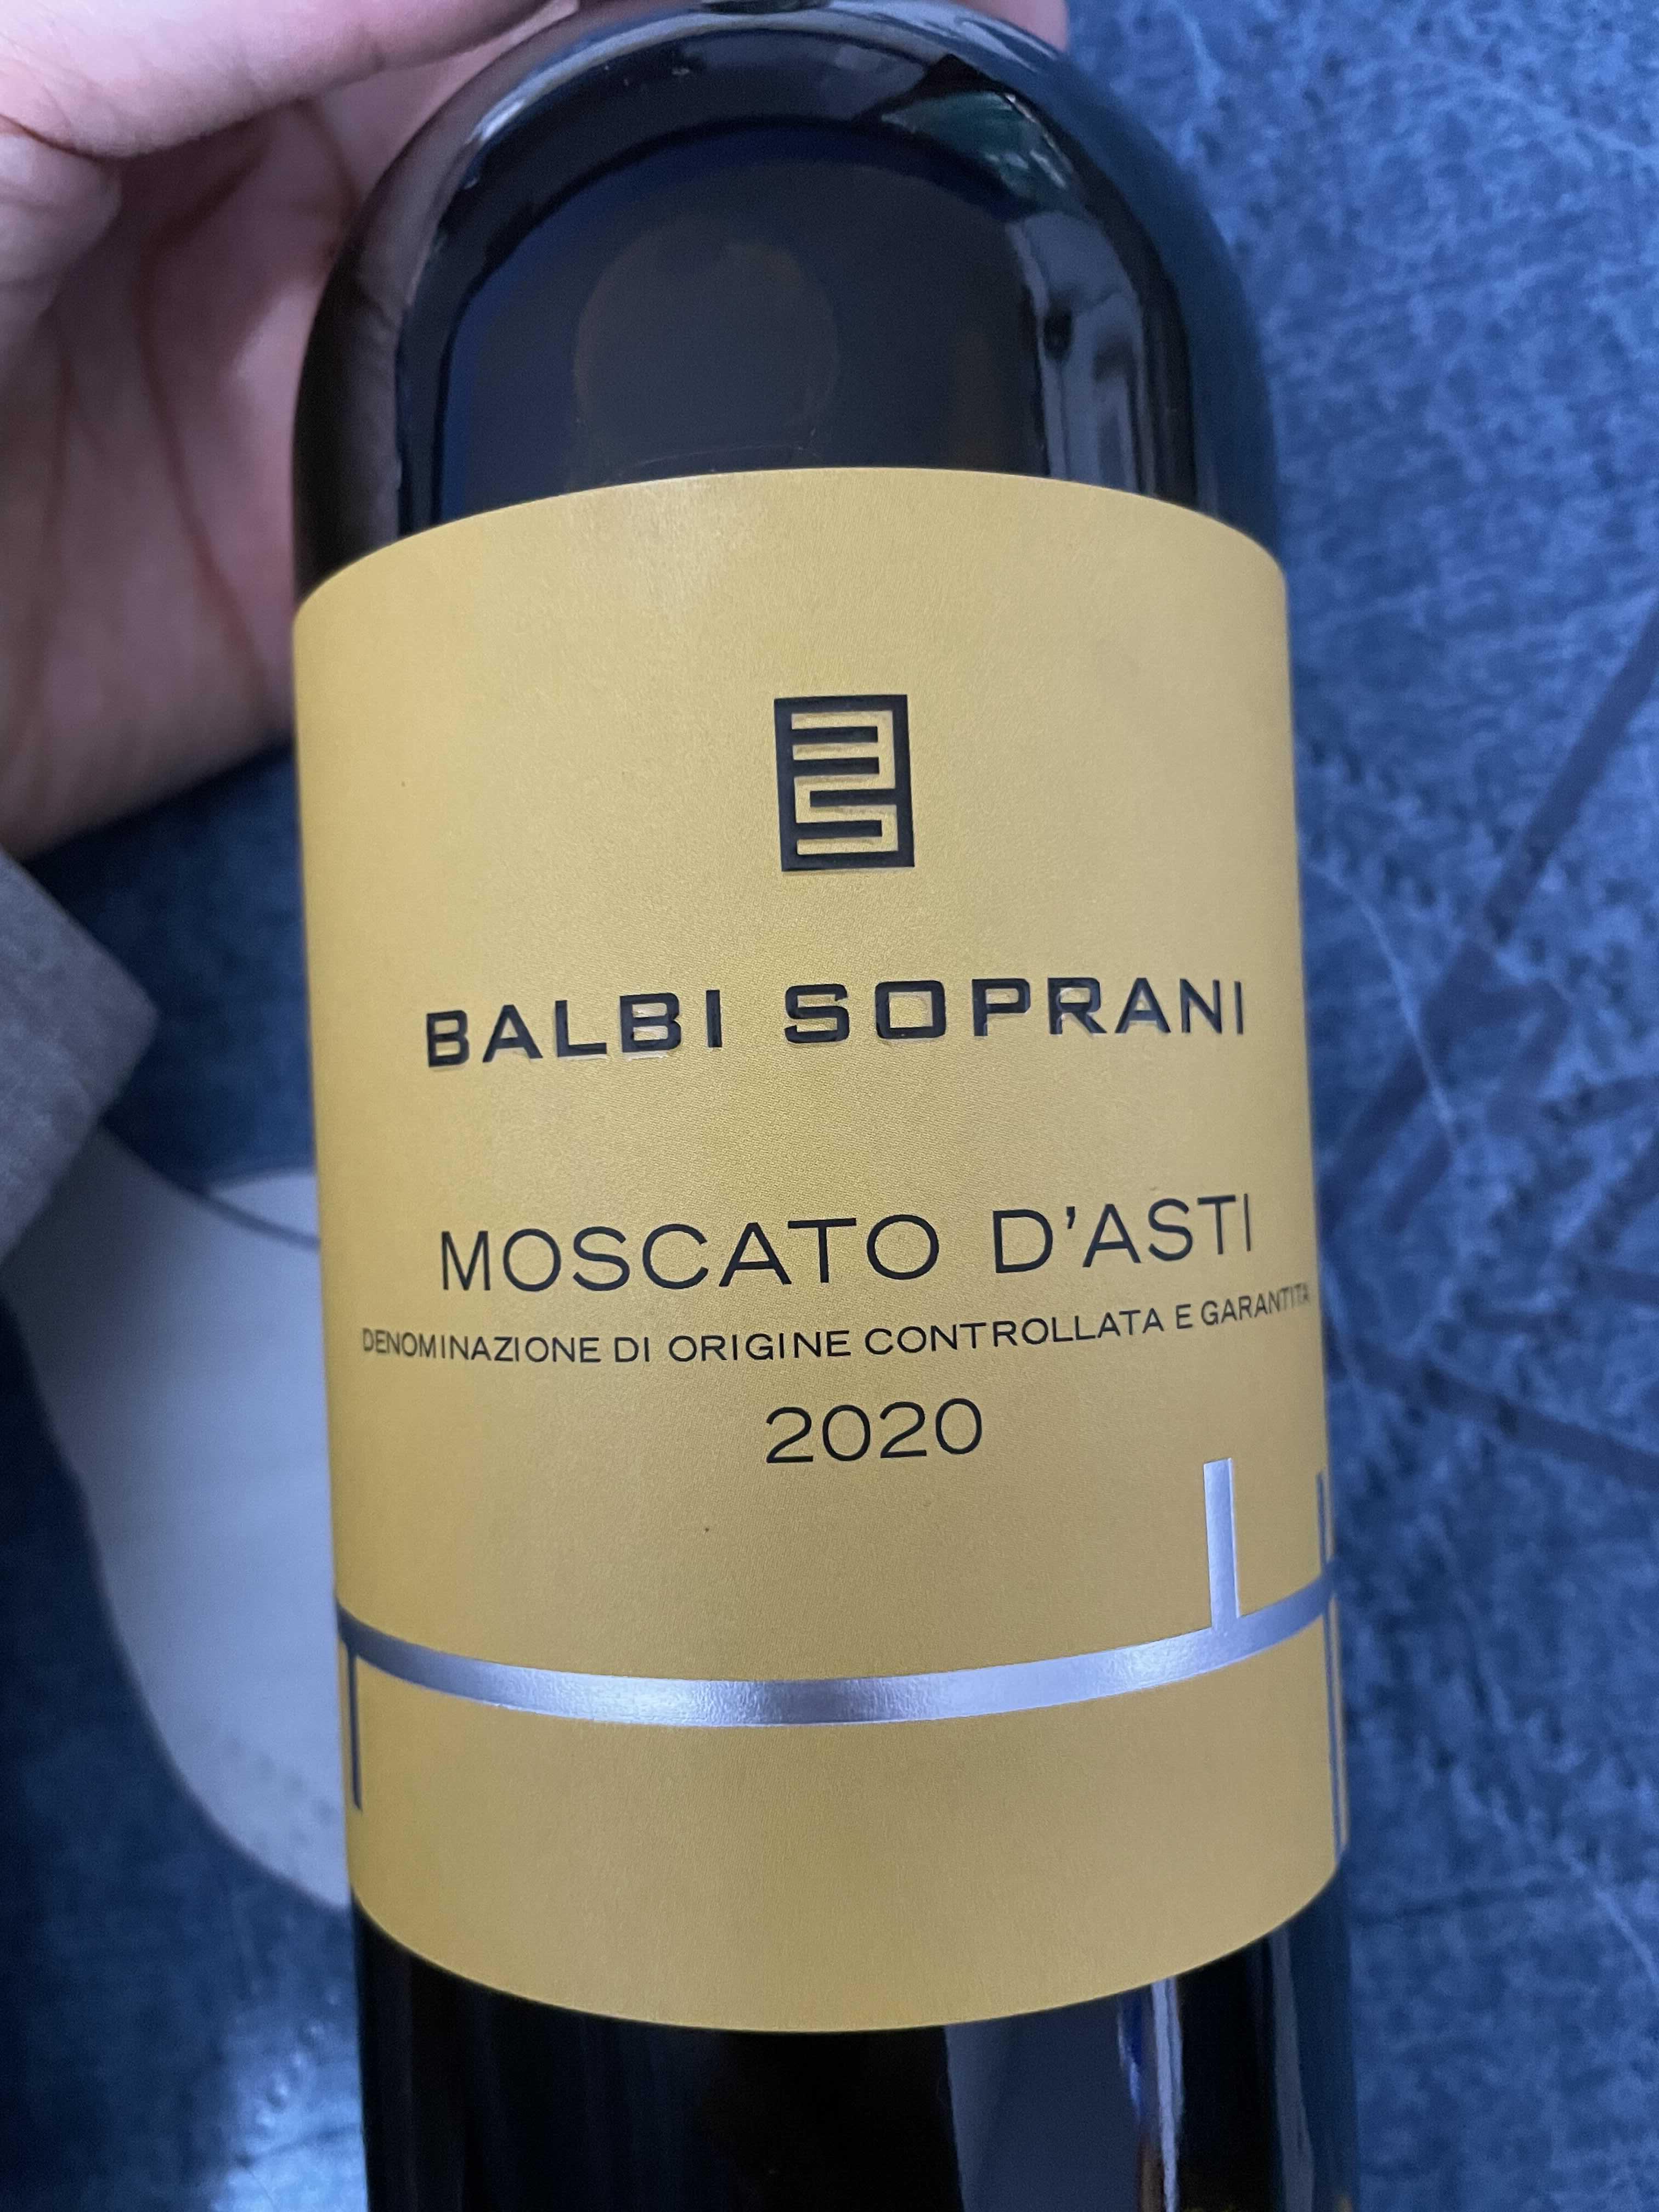 BALBI SOPRANI
MOSCATO D'ASTI
DENOMINAZIONE DI ORIGINE CONTROLLATA E GARANTITA
2020